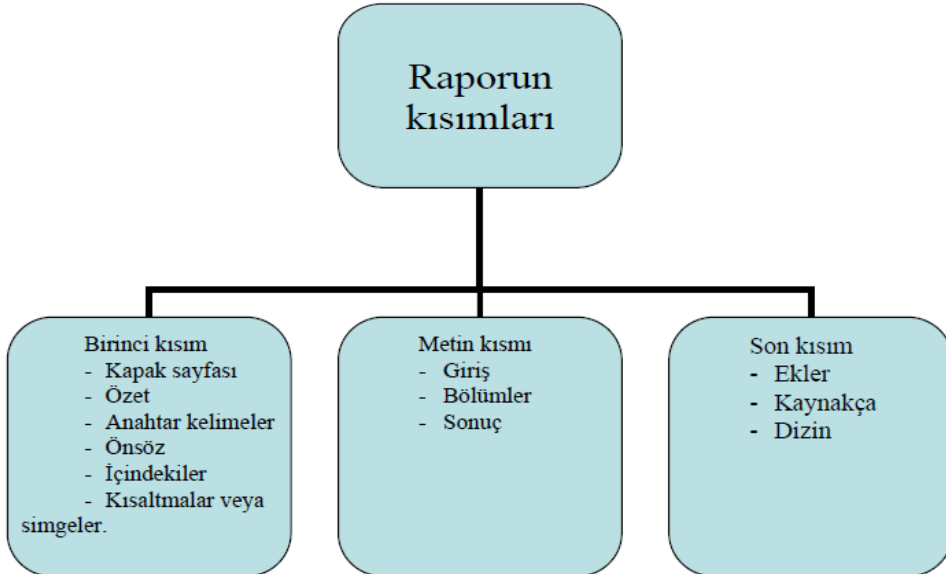 Raporun
kısımları
Birinci kısım
- Kapak sayfası
- Özet
- Anahtar kelimeler
- Önsöz
- İçindekiler
- Kısaltmalar veya
simgeler.
Metin kısmı
- Giriş
- Bölümler
- Sonuç
Son kısım
- Ekler
- Kaynakça
- Dizin